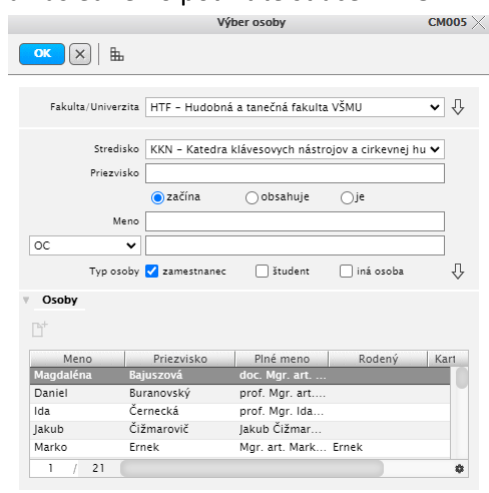 Výber osoby CM005
OK
Fakulta/Univerzita HTF - Hudobná a tanečná fakulta VŠMU
Stredisko KKN - Katedra klávesovych nástrojov a cirkevnej hu
Priezvisko
začína obsahuje je
Meno
OC
Typ osoby zamestnanec študent iná osoba
Osoby
Meno Priezvisko Plné meno Rodený Kart
Magdaléna Bajuszová doc. Mgr. art. ...
Daniel Buranovský prof. Mgr. art....
Ida Černecká prof. Mgr. Ida...
Jakub Čižmarovič Jakub Čižmar...
Marko Ernek Mgr. art. Mark... Ernek
1 / 21